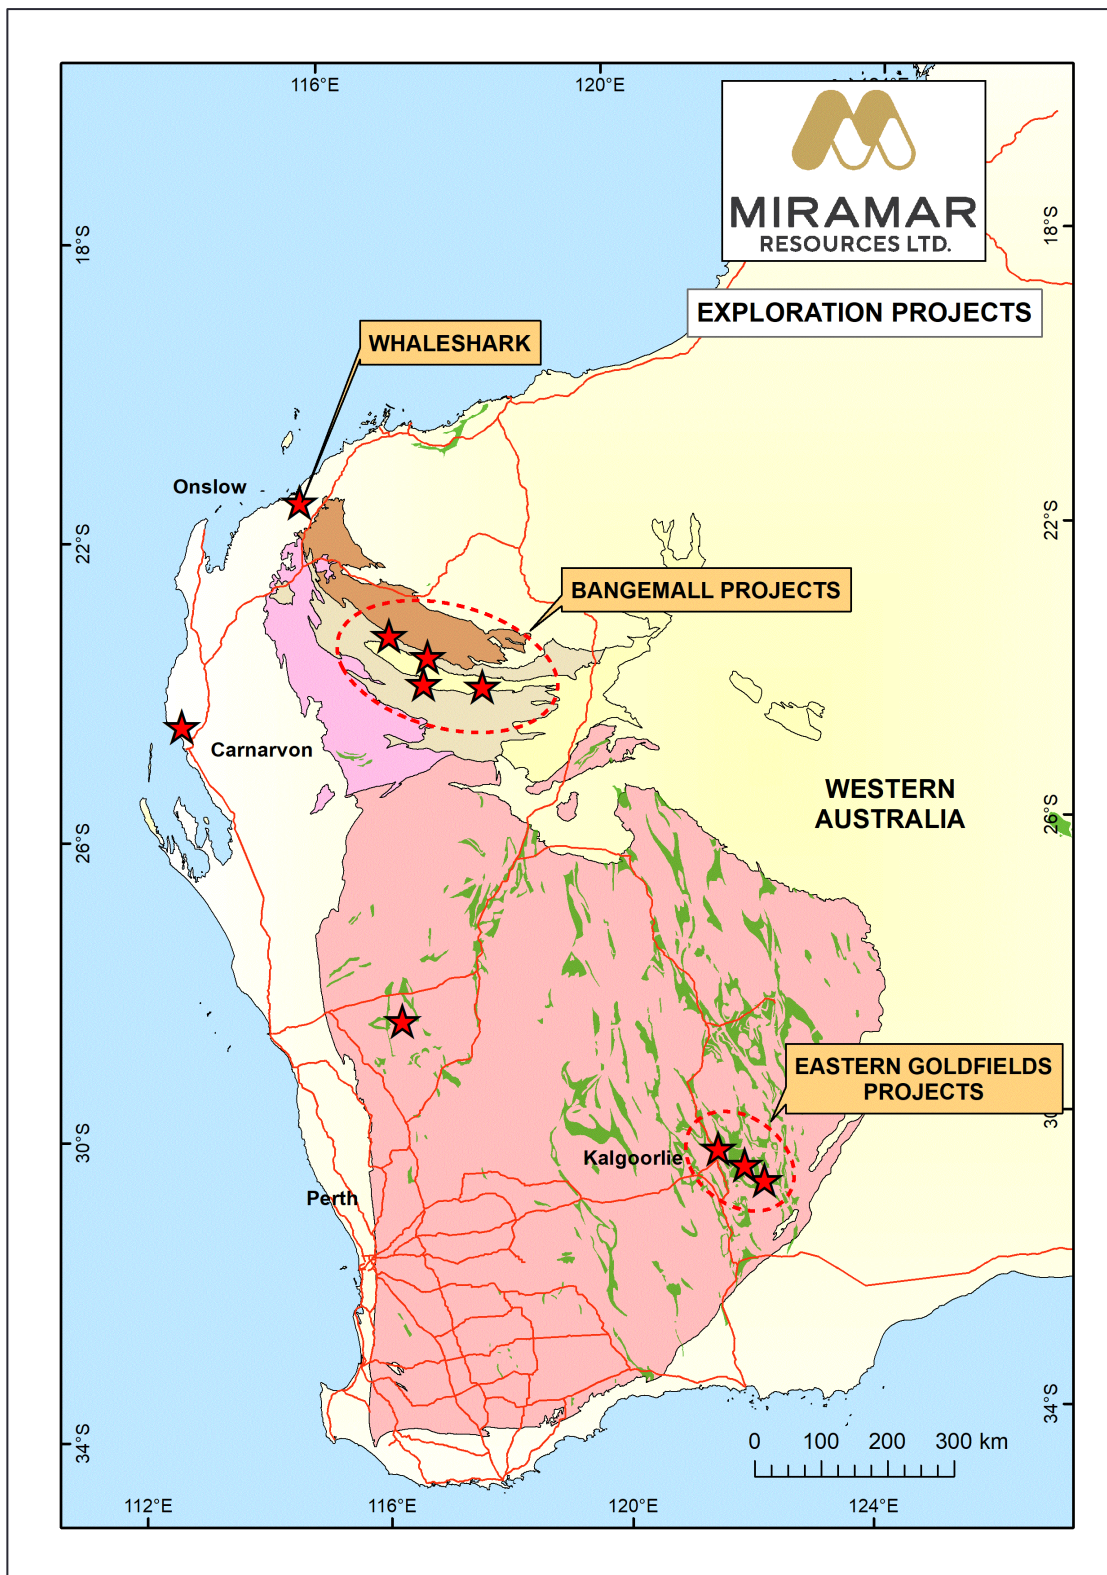 116°E
120°E
MIRAMAR
RESOURCES LTD.
18°S
18°S
EXPLORATION PROJECTS
WHALESHARK
Onslow
22°S
22°S
BANGEMALL PROJECTS
Carnarvon
WESTERN
AUSTRALIA
26°S
26°S
EASTERN GOLDFIELDS
PROJECTS
30°S
Kalgoorlie
Perth
34°S
34°S
0 100 200 300 km
112°E
116°E
120°E
124°E